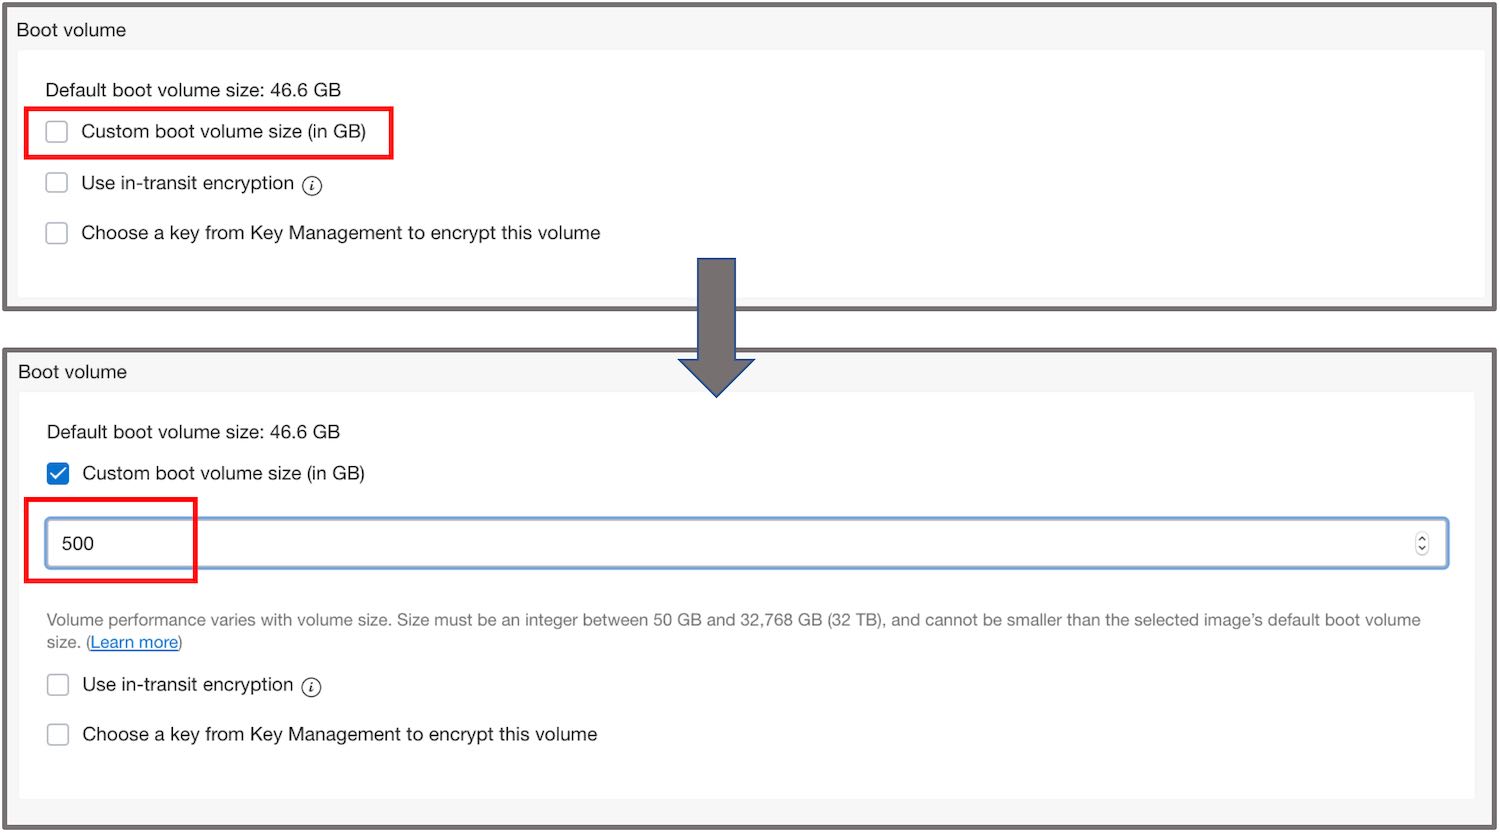 Boot volume
Default boot volume size: 46.6 GB
Custom boot volume size (in GB)
Use in-transit encryption i
Choose a key from Key Management to encrypt this volume
Boot volume
Default boot volume size: 46.6 GB
Custom boot volume size (in GB)
500
Volume performance varies with volume size. Size must be an integer between 50 GB and 32,768 GB (32 TB), and cannot be smaller than the selected image's default boot volume
size. (Learn more)
Use in-transit encryption i
Choose a key from Key Management to encrypt this volume